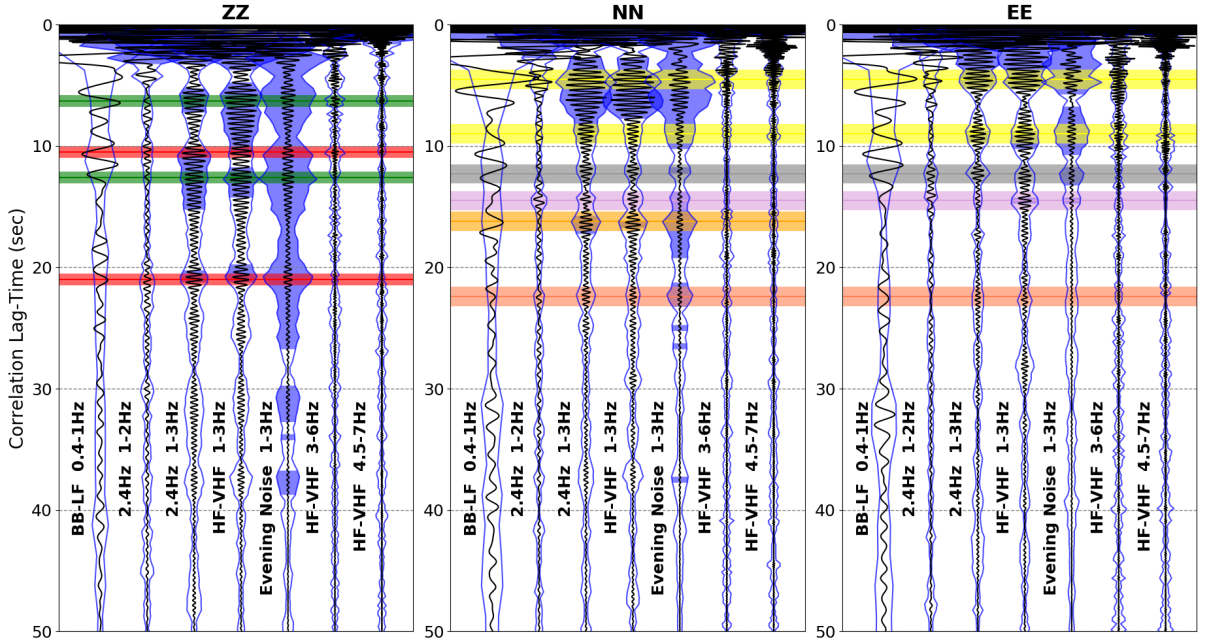 ZZ
NN
EE
Correlation Lag-Time (sec)
0
10
20
30
40
50
BB-LF 0.4-1Hz
2.4Hz 1-2Hz
2.4Hz 1-3Hz
HF-VHF 1-3Hz
Evening Noise 1-3Hz
HF-VHF 3-6Hz
HF-VHF 4.5-7Hz
0
10
20
30
40
50
BB-LF 0.4-1Hz
2.4Hz 1-2Hz
2.4Hz 1-3Hz
HF-VHF 1-3Hz
Evening Noise 1-3Hz
HF-VHF 3-6Hz
HF-VHF 4.5-7Hz
0
10
20
30
40
50
BB-LF 0.4-1Hz
2.4Hz 1-2Hz
2.4Hz 1-3Hz
HF-VHF 1-3Hz
Evening Noise 1-3Hz
HF-VHF 3-6Hz
HF-VHF 4.5-7Hz